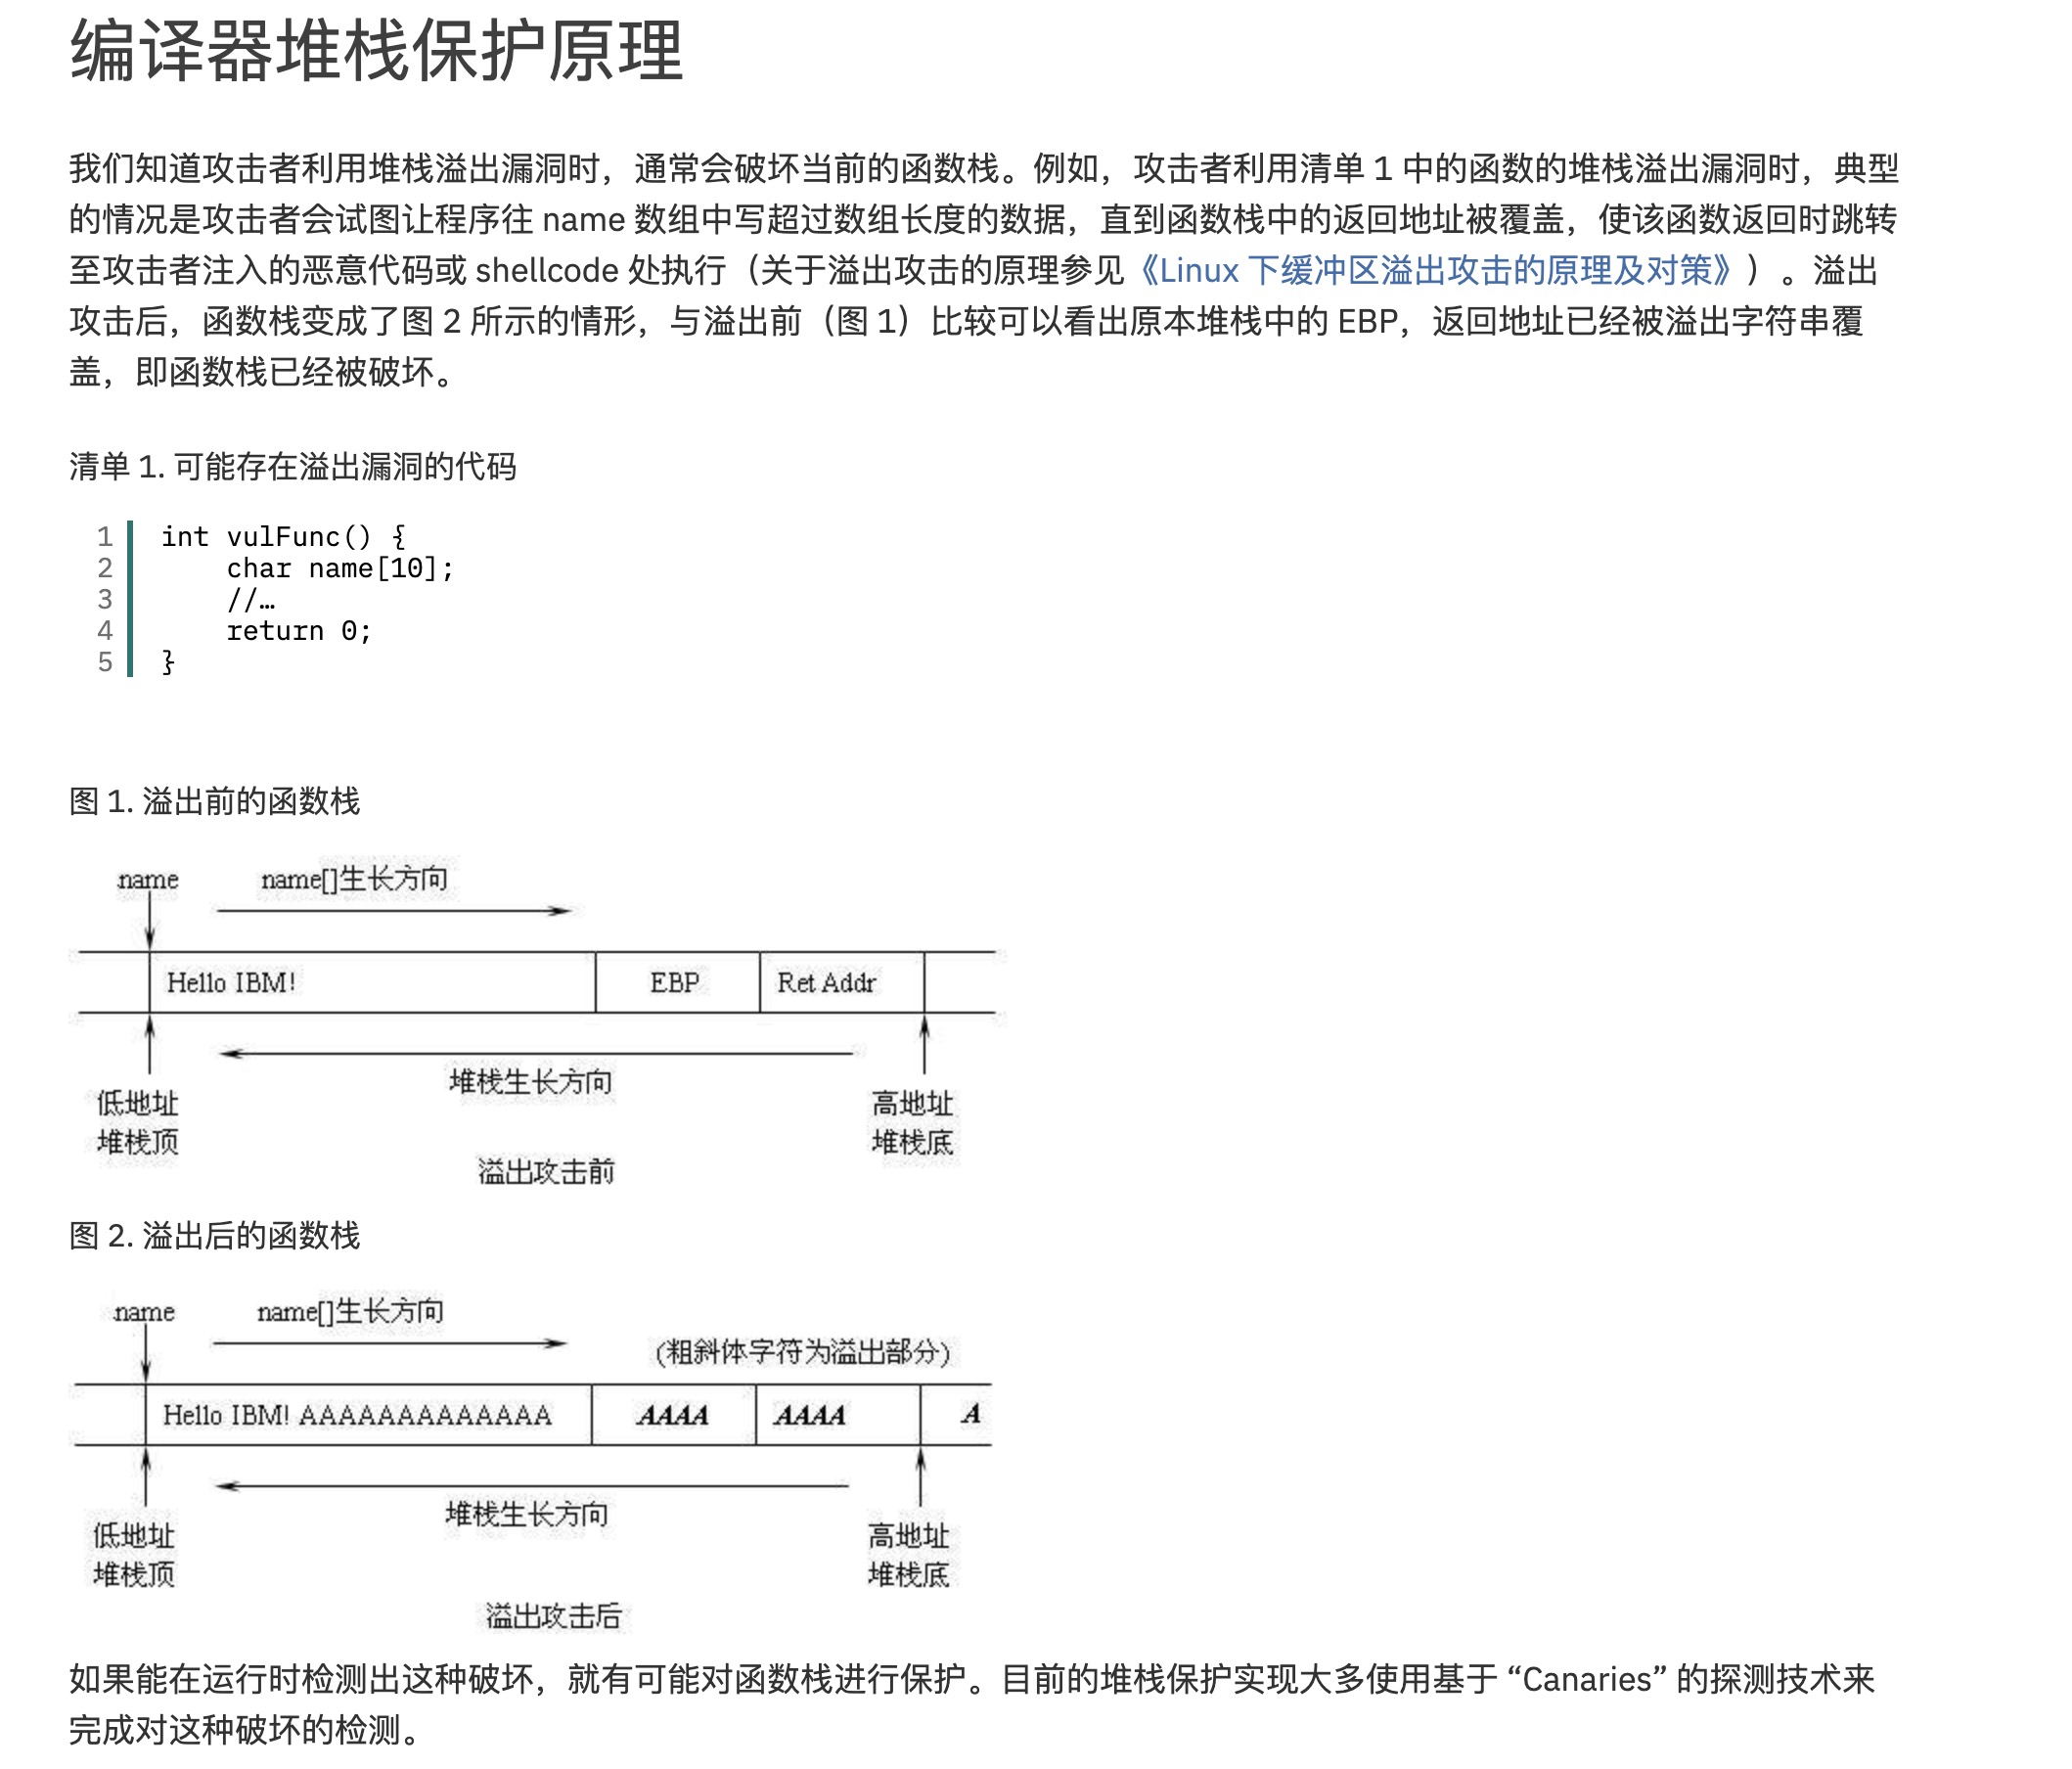 编译器堆栈保护原理
我们知道攻击者利用堆栈溢出漏洞时，通常会破坏当前的函数栈。例如，攻击者利用清单 1 中的函数的堆栈溢出漏洞时，典型
的情况是攻击者会试图让程序往 name 数组中写超过数组长度的数据，直到函数栈中的返回地址被覆盖，使该函数返回时跳转
至攻击者注入的恶意代码或 shellcode 处执行（关于溢出攻击的原理参见《Linux 下缓冲区溢出攻击的原理及对策》）。溢出
攻击后，函数栈变成了图 2 所示的情形，与溢出前（图 1）比较可以看出原本堆栈中的 EBP，返回地址已经被溢出字符串覆
盖，即函数栈已经被破坏。
清单 1. 可能存在溢出漏洞的代码
1 int vulFunc() {
2     char name[10];
3     //…
4     return 0;
5 }
图 1. 溢出前的函数栈
name name[]生长方向
Hello IBM! EBP Ret Addr
堆栈生长方向
低地址 高地址
堆栈顶 堆栈底
溢出攻击前
图 2. 溢出后的函数栈
name name[]生长方向
(粗斜体字符为溢出部分)
Hello IBM! AAAAAAAAAAAAA AAAA AAAA A
堆栈生长方向
低地址 高地址
堆栈顶 堆栈底
溢出攻击后
如果能在运行时检测出这种破坏，就有可能对函数栈进行保护。目前的堆栈保护实现大多使用基于 “Canaries” 的探测技术来
完成对这种破坏的检测。